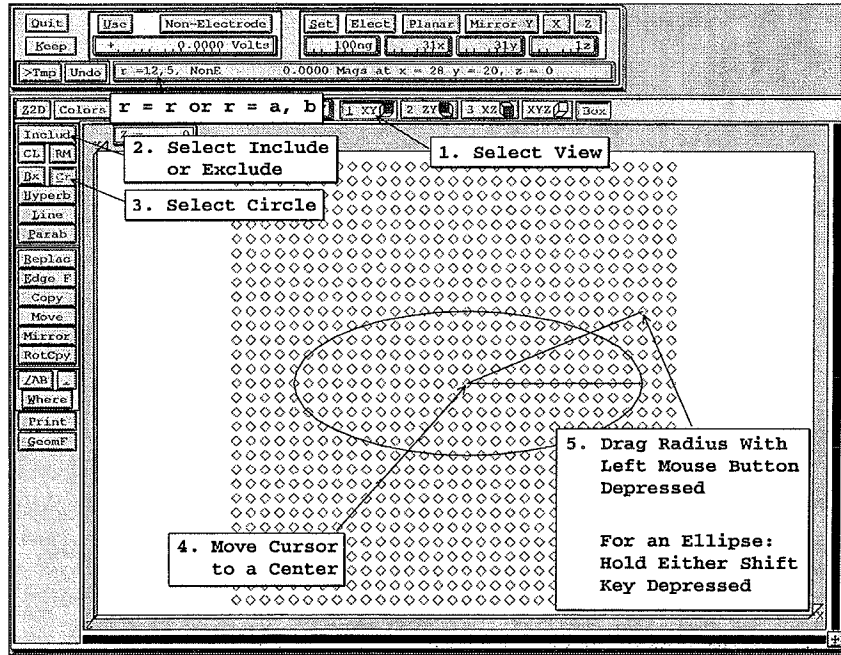 Quit Use Non-Electrode Set Elect Planar Mirror Y X Z
Keep 0.0000 Volts 100ng 31x 31y 1z
>Tmp Undo r =12,5, NonE 0.0000 Mags at x = 28 y = 20, z = 0
Z2D Colors r = r or r = a, b 1 XY 2 ZY 3 XZ XYZ Box
Includ
CL RM
Bx Cr
Hyperb
Line
Parab
Replac
Edge F
Copy
Move
Mirror
RotCpy
/AB
Where
Print
GeomF
1. Select View
2. Select Include
or Exclude
3. Select Circle
4. Move Cursor
to a Center
5. Drag Radius With
Left Mouse Button
Depressed
For an Ellipse:
Hold Either Shift
Key Depressed